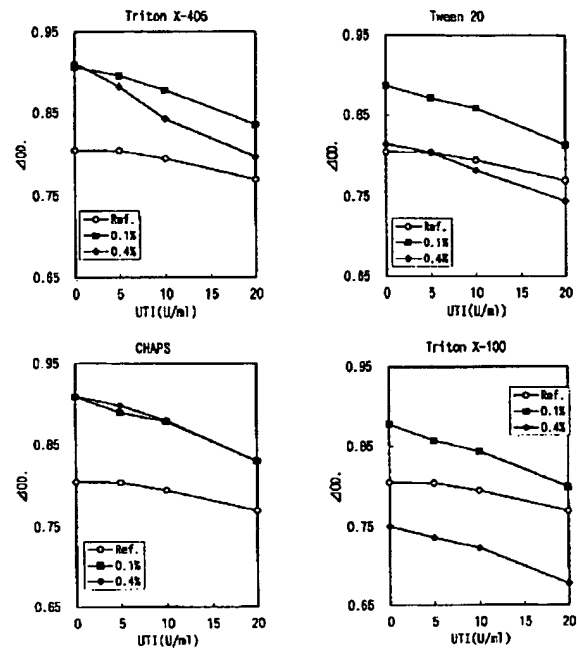 Triton X-405
0.95
0.85
0.75
0.65
⊿OD.
Ref.
0.1%
0.4%
0 5 10 15 20
UTI(U/ml)
Tween 20
0.95
0.85
0.75
0.65
⊿OD.
Ref.
0.1%
0.4%
0 5 10 15 20
UTI(U/ml)
CHAPS
0.95
0.85
0.75
0.65
⊿OD.
Ref.
0.1%
0.4%
0 5 10 15 20
UTI(U/ml)
Triton X-100
0.95
0.85
0.75
0.65
⊿OD.
Ref.
0.1%
0.4%
0 5 10 15 20
UTI(U/ml)